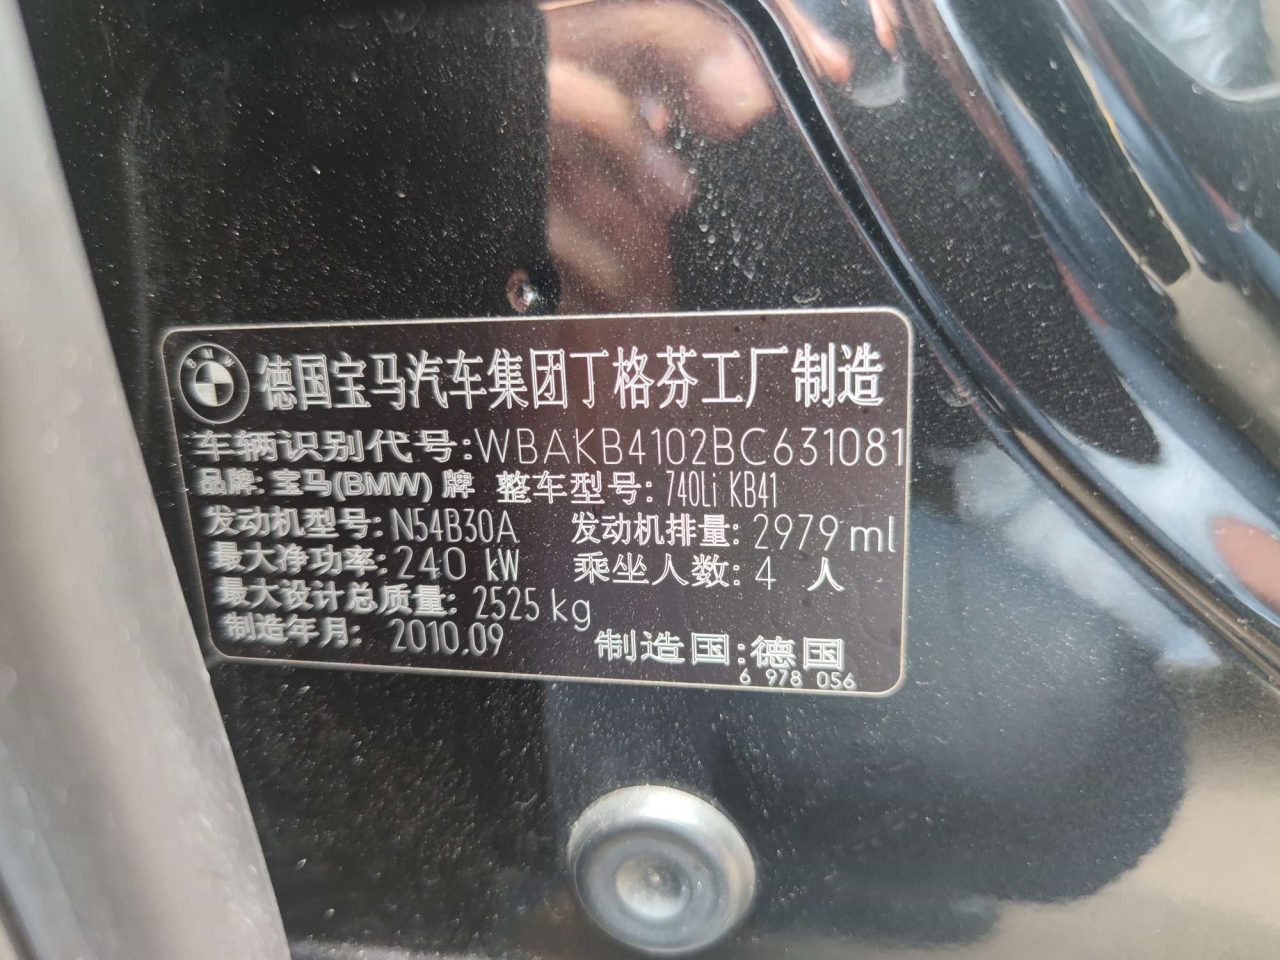 BMW
德国宝马汽车集团丁格芬工厂制造
车辆识别代号:WBAKB4102BC631081
品牌:宝马(BMW)牌 整车型号:740Li KB41
发动机型号:N54B30A 发动机排量:2979ml
最大净功率:240 kW 乘坐人数:4 人
最大设计总质量:2525kg
制造年月:2010.09 制造国:德国
6 978 056